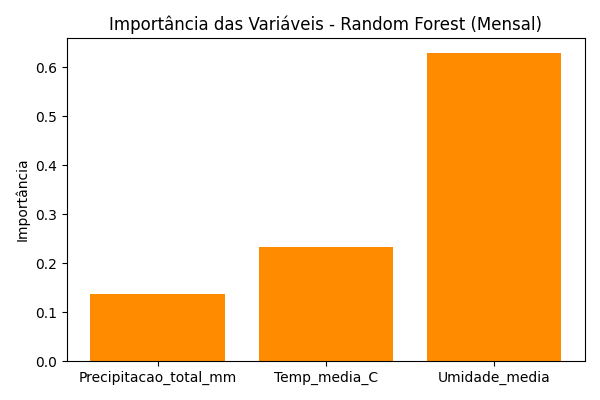 Importância das Variáveis - Random Forest (Mensal)
Importância
0.6
0.5
0.4
0.3
0.2
0.1
0.0
Precipitacao_total_mm Temp_media_C Umidade_media